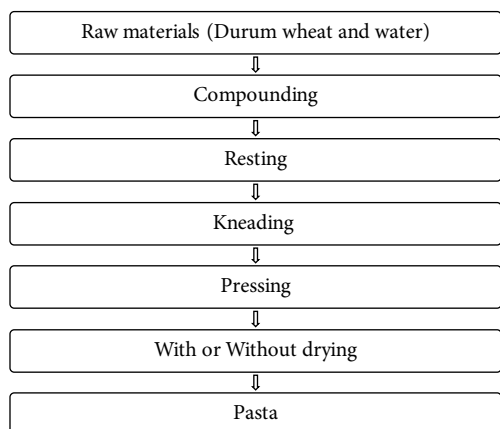 Raw materials (Durum wheat and water)
⇓
Compounding
⇓
Resting
⇓
Kneading
⇓
Pressing
⇓
With or Without drying
⇓
Pasta